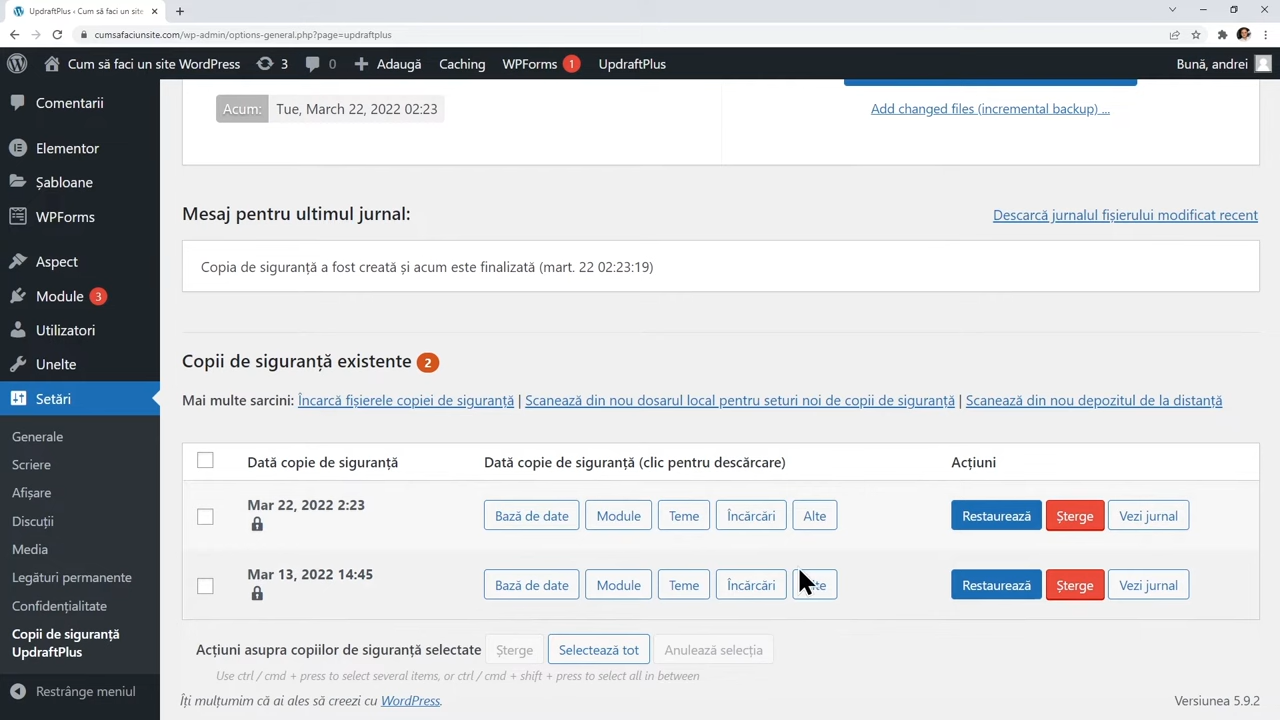 UpdraftPlus ‹ Cum să faci un site
cumsafaciunsite.com/wp-admin/options-general.php?page=updraftplus
Cum să faci un site WordPress 3 0 Adaugă Caching WPForms 1 UpdraftPlus Bună, andrei
Comentarii
Elementor
Șabloane
WPForms
Aspect
Module 3
Utilizatori
Unelte
Setări
Generale
Scriere
Afișare
Discuții
Media
Legături permanente
Confidențialitate
Copii de siguranță
UpdraftPlus
Restrânge meniul
Acum: Tue, March 22, 2022 02:23
Add changed files (incremental backup) ...
Mesaj pentru ultimul jurnal: Descarcă jurnalul fișierului modificat recent
Copia de siguranță a fost creată și acum este finalizată (mart. 22 02:23:19)
Copii de siguranță existente 2
Mai multe sarcini: Încarcă fișierele copiei de siguranță | Scanează din nou dosarul local pentru seturi noi de copii de siguranță | Scanează din nou depozitul de la distanță
Dată copie de siguranță Dată copie de siguranță (clic pentru descărcare) Acțiuni
Mar 22, 2022 2:23 Bază de date Module Teme Încărcări Alte Restaurează Șterge Vezi jurnal
Mar 13, 2022 14:45 Bază de date Module Teme Încărcări Restaurează Șterge Vezi jurnal
Acțiuni asupra copiilor de siguranță selectate Șterge Selectează tot Anulează selecția
Use ctrl / cmd + press to select several items, or ctrl / cmd + shift + press to select all in between
Îți mulțumim că ai ales să creezi cu WordPress. Versiunea 5.9.2